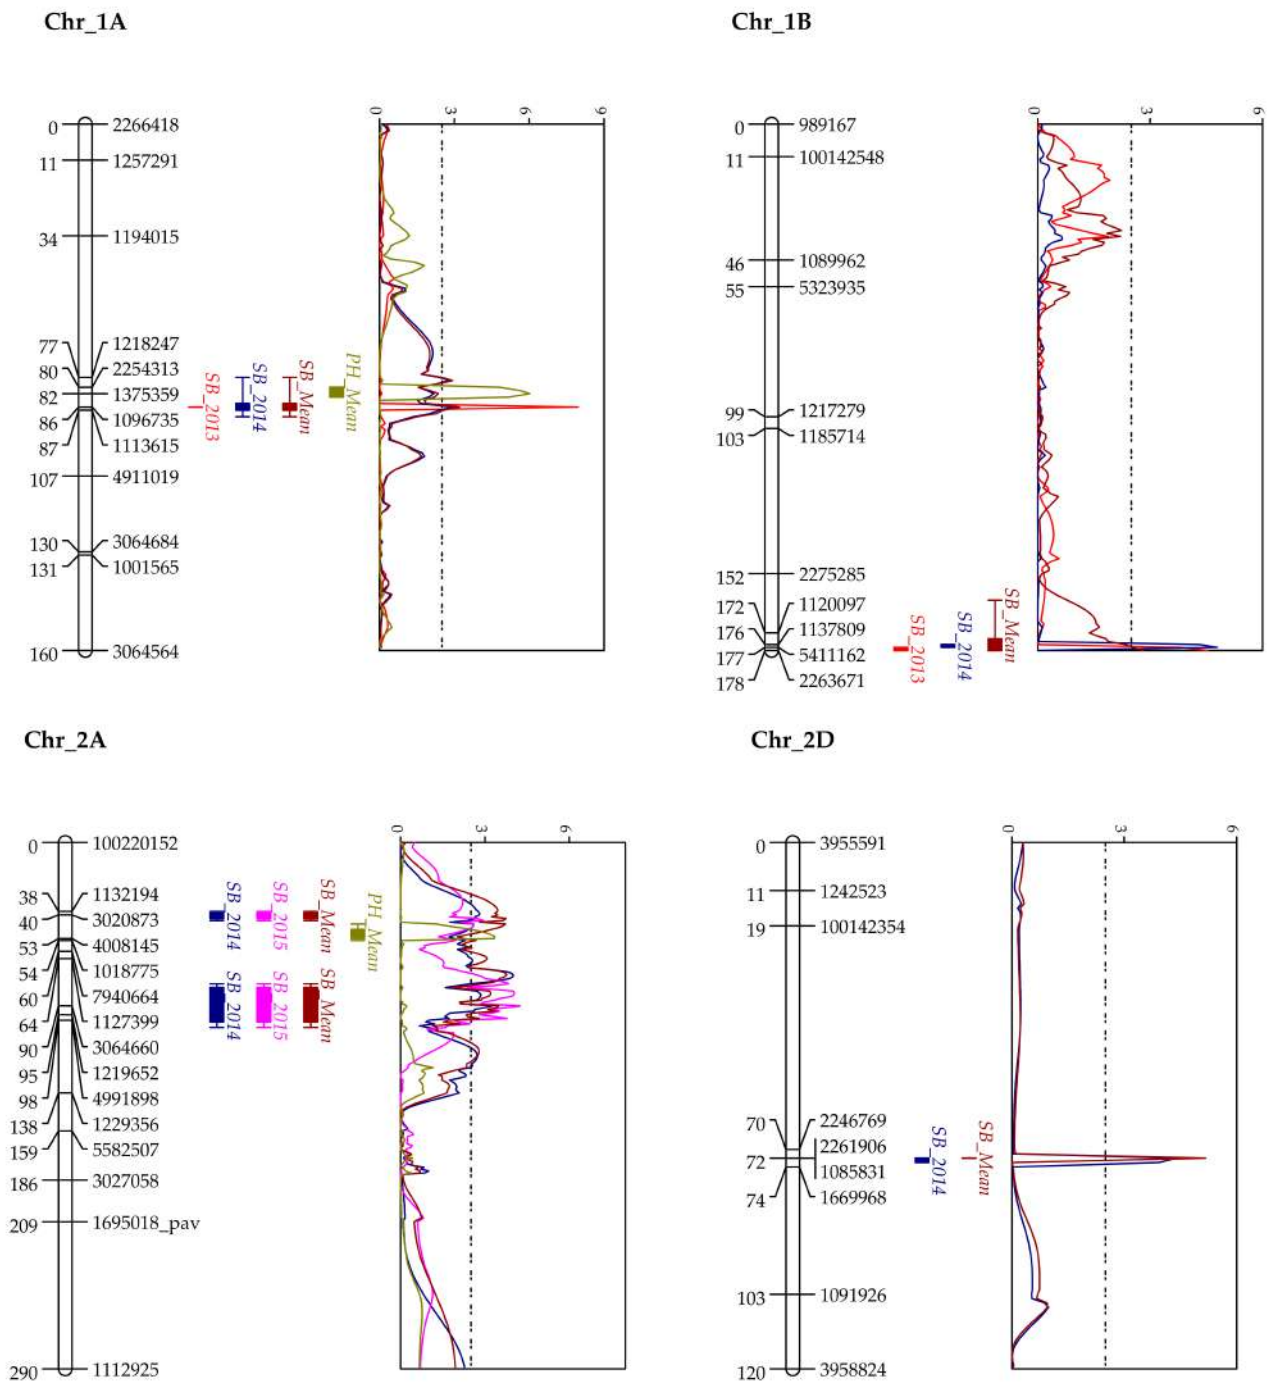 Chr_1A
0 2266418
11 1257291
34 1194015
77 1218247
80 2254313
82 1375359
86 1096735
87 1113615
107 4911019
130 3064684
131 1001565
160 3064564
SB_2013
SB_2014
SB_Mean
PH_Mean
0 3 6 9
Chr_1B
0 989167
11 100142548
46 1089962
55 5323935
99 1217279
103 1185714
152 2275285
172 1120097
176 1137809
177 5411162
178 2263671
SB_2013
SB_2014
SB_Mean
0 3 6
Chr_2A
0 100220152
38 1132194
40 3020873
53 4008145
54 1018775
60 7940664
64 1127399
90 3064660
95 1219652
98 4991898
138 1229356
159 5582507
186 3027058
209 1695018_pav
290 1112925
SB_2014
SB_2015
SB_Mean
PH_Mean
SB_2014
SB_2015
SB_Mean
0 3 6
Chr_2D
0 3955591
11 1242523
19 100142354
70 2246769
2261906
72
1085831
74 1669968
103 1091926
120 3958824
SB_2014
SB_Mean
0 3 6